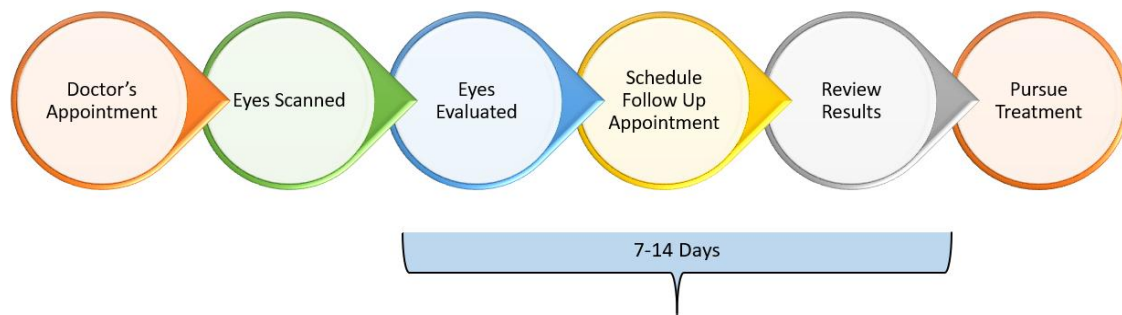 Doctor's
Appointment
Eyes Scanned
Eyes
Evaluated
Schedule
Follow Up
Appointment
Review
Results
Pursue
Treatment
7-14 Days